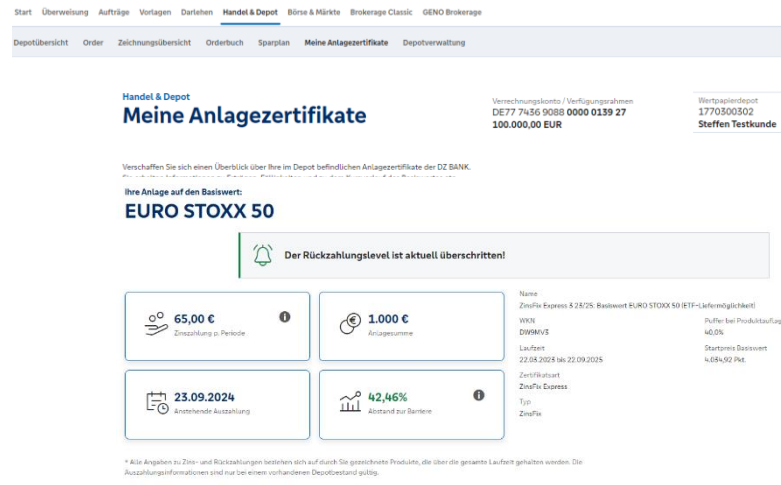 Start Überweisung Aufträge Vorlagen Darlehen Handel & Depot Börse & Märkte Brokerage Classic GENO Brokerage
Depotübersicht Order Zeichnungsübersicht Orderbuch Sparplan Meine Anlagezertifikate Depotverwaltung
Handel & Depot
Meine Anlagezertifikate
Verrechnungskonto / Verfügungsrahmen
DE77 7436 9088 0000 0139 27
100.000,00 EUR
Wertpapierdepot
1770300302
Steffen Testkunde
Verschaffen Sie sich einen Überblick über Ihre im Depot befindlichen Anlagezertifikate der DZ BANK.
Ihre Anlage auf den Basiswert:
EURO STOXX 50
Der Rückzahlungslevel ist aktuell überschritten!
65,00 €
Zinszahlung p. Periode
1.000 €
Anlagesumme
23.09.2024
Anstehende Auszahlung
42,46%
Abstand zur Barriere
Name
ZinsFix Express 3 23/25: Basiswert EURO STOXX 50 (ETF-Liefermöglichkeit)
WKN
DW9MV3
Puffer bei Produktauflag
40,0%
Laufzeit
22.03.2023 bis 22.09.2025
Startpreis Basiswert
4.034,92 Pkt.
Zertifikatsart
ZinsFix Express
Typ
ZinsFix
* Alle Angaben zu Zins- und Rückzahlungen beziehen sich auf durch Sie gezeichnete Produkte, die über die gesamte Laufzeit gehalten werden. Die
Auszahlungsinformationen sind nur bei einem vorhandenen Depotbestand gültig.